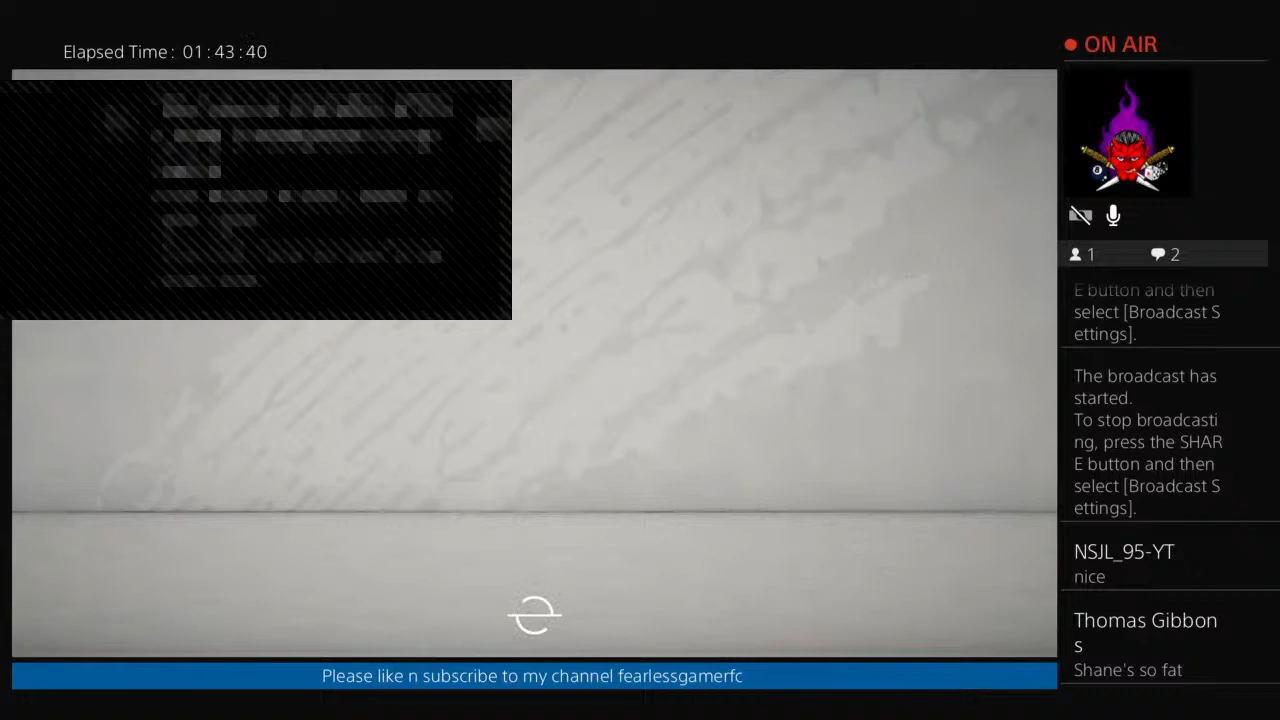 Elapsed Time: 01:43:40
ON AIR
1 2
E button and then
select [Broadcast S
ettings].
The broadcast has
started.
To stop broadcasti
ng, press the SHAR
E button and then
select [Broadcast S
ettings].
NSJL_95-YT
nice
Thomas Gibbon
s
Shane's so fat
Please like n subscribe to my channel fearlessgamerfc